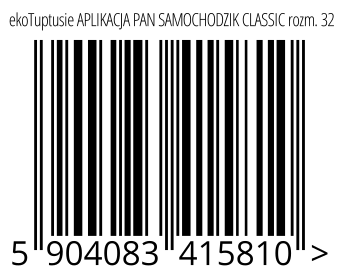 ekoTuptusie APLIKACJA PAN SAMOCHODZIK CLASSIC rozm. 32
5 904083 415810 >